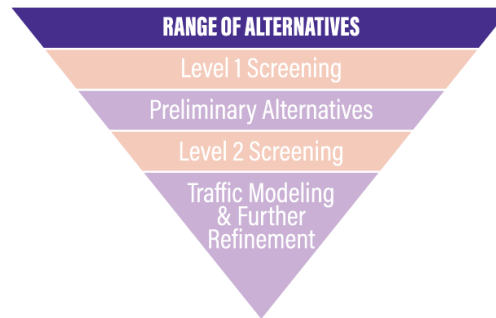 RANGE OF ALTERNATIVES
Level 1 Screening
Preliminary Alternatives
Level 2 Screening
Traffic Modeling
& Further
Refinement